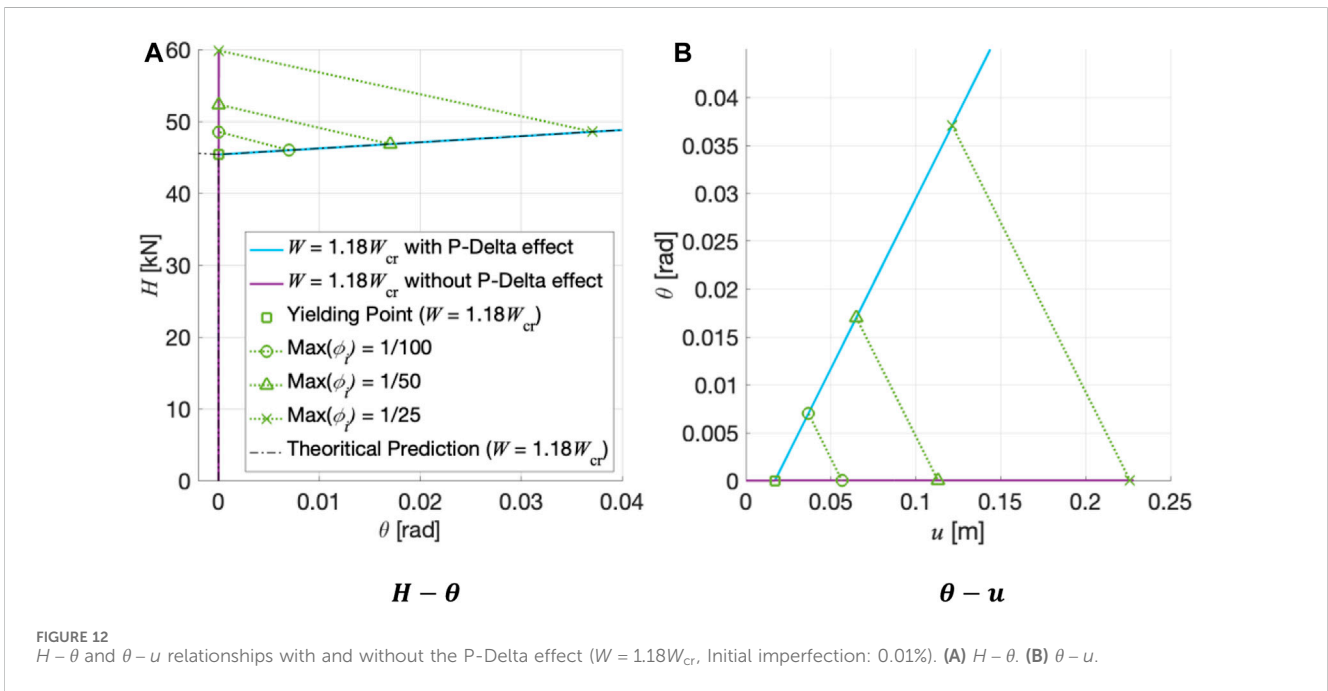 A
60
50
40
30
20
10
0
H [kN]
W = 1.18W_cr with P-Delta effect
W = 1.18W_cr without P-Delta effect
Yielding Point (W = 1.18W_cr)
Max(ϕ_i) = 1/100
Max(ϕ_i) = 1/50
Max(ϕ_i) = 1/25
Theoritical Prediction (W = 1.18W_cr)
0 0.01 0.02 0.03 0.04
θ [rad]
H − θ
B
0.04
0.035
0.03
0.025
0.02
0.015
0.01
0.005
0
θ [rad]
0 0.05 0.1 0.15 0.2 0.25
u [m]
θ − u
FIGURE 12
H − θ and θ − u relationships with and without the P-Delta effect (W = 1.18W_cr, Initial imperfection: 0.01%). (A) H − θ. (B) θ − u.